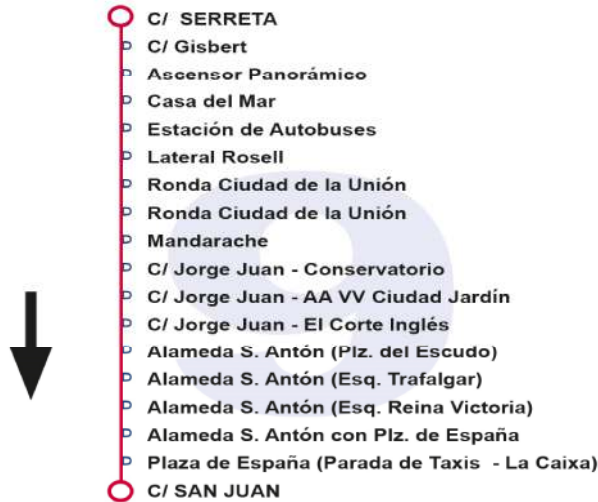 C/ SERRETA
C/ Gisbert
Ascensor Panorámico
Casa del Mar
Estación de Autobuses
Lateral Rosell
Ronda Ciudad de la Unión
Ronda Ciudad de la Unión
Mandarache
C/ Jorge Juan - Conservatorio
C/ Jorge Juan - AA VV Ciudad Jardín
C/ Jorge Juan - El Corte Inglés
Alameda S. Antón (Plz. del Escudo)
Alameda S. Antón (Esq. Trafalgar)
Alameda S. Antón (Esq. Reina Victoria)
Alameda S. Antón con Plz. de España
Plaza de España (Parada de Taxis - La Caixa)
C/ SAN JUAN
9